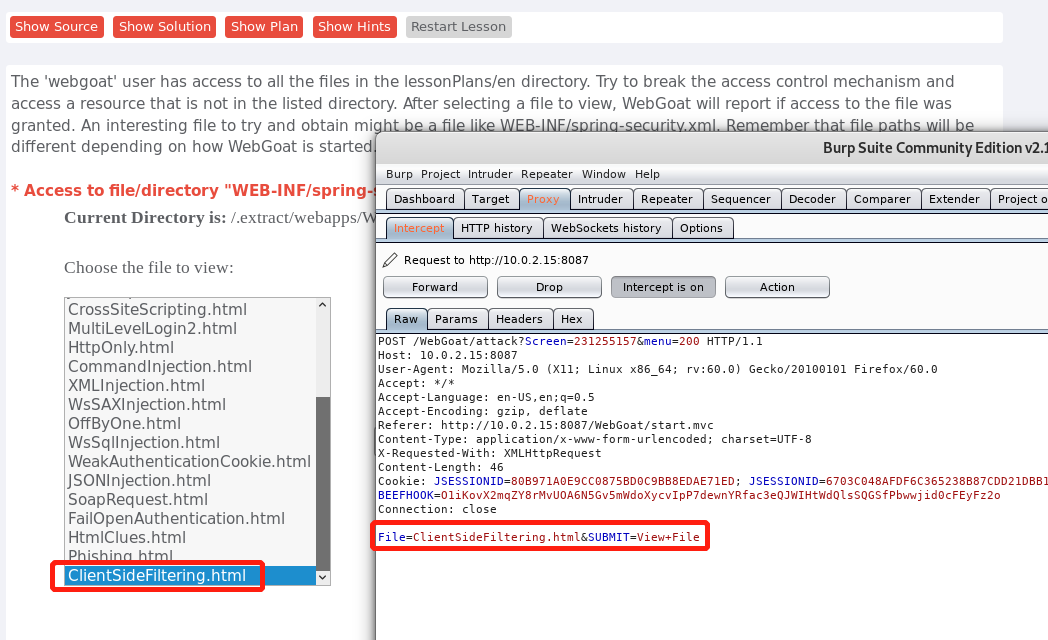 Show Source Show Solution Show Plan Show Hints Restart Lesson
The 'webgoat' user has access to all the files in the lessonPlans/en directory. Try to break the access control mechanism and
access a resource that is not in the listed directory. After selecting a file to view, WebGoat will report if access to the file was
granted. An interesting file to try and obtain might be a file like WEB-INF/spring-security.xml. Remember that file paths will be
different depending on how WebGoat is started.
* Access to file/directory "WEB-INF/spring-s
Current Directory is: /.extract/webapps/W
Choose the file to view:
CrossSiteScripting.html
MultiLevelLogin2.html
HttpOnly.html
CommandInjection.html
XMLInjection.html
WsSAXInjection.html
OffByOne.html
WsSqlInjection.html
WeakAuthenticationCookie.html
JSONInjection.html
SoapRequest.html
FailOpenAuthentication.html
HtmlClues.html
Phishing.html
ClientSideFiltering.html
Burp Suite Community Edition v2.1
Burp Project Intruder Repeater Window Help
Dashboard Target Proxy Intruder Repeater Sequencer Decoder Comparer Extender Project o
Intercept HTTP history WebSockets history Options
Request to http://10.0.2.15:8087
Forward Drop Intercept is on Action
Raw Params Headers Hex
POST /WebGoat/attack?Screen=231255157&menu=200 HTTP/1.1
Host: 10.0.2.15:8087
User-Agent: Mozilla/5.0 (X11; Linux x86_64; rv:60.0) Gecko/20100101 Firefox/60.0
Accept: */*
Accept-Language: en-US,en;q=0.5
Accept-Encoding: gzip, deflate
Referer: http://10.0.2.15:8087/WebGoat/start.mvc
Content-Type: application/x-www-form-urlencoded; charset=UTF-8
X-Requested-With: XMLHttpRequest
Content-Length: 46
Cookie: JSESSIONID=80B971A0E9CC0875BD0C9BB8EDAE71ED; JSESSIONID=6703C048AFDF6C365238B87CDD21DBB1
BEEFHOOK=O1iKovX2mqZY8rMvUOA6N5Gv5mWdoXycvIpP7dewnYRfac3eQJWIHtWdQlsSQGSfPbwwjid0cFEyFz2o
Connection: close
File=ClientSideFiltering.html&SUBMIT=View+File